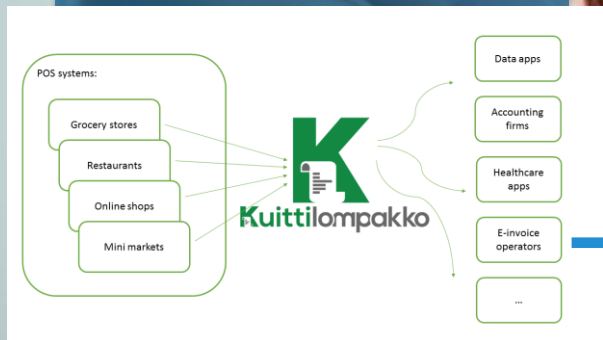 POS systems:
Grocery stores
Restaurants
Online shops
Mini markets
K
Kuittilompakko
Data apps
Accounting
firms
Healthcare
apps
E-invoice
operators
...